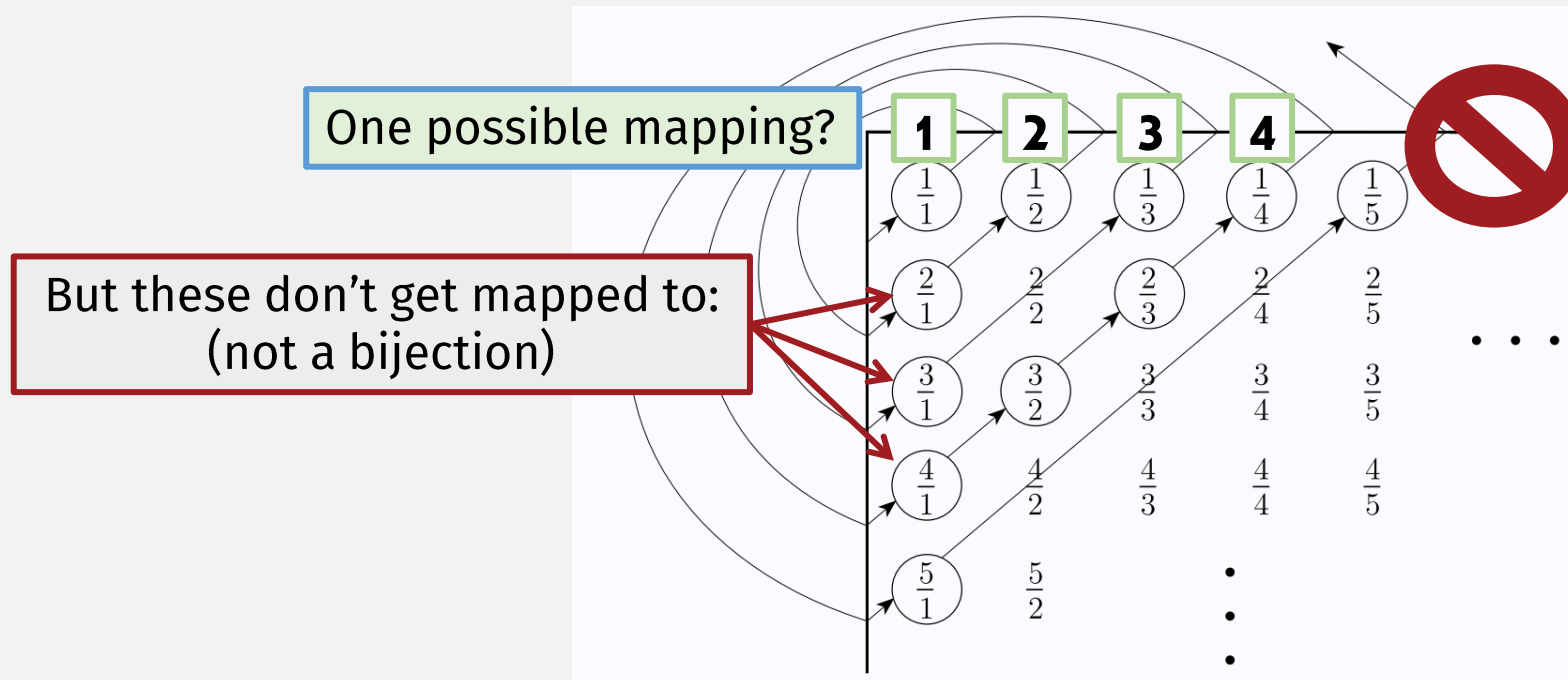 One possible mapping?
1 2 3 4
1/1 1/2 1/3 1/4 1/5
But these don’t get mapped to:
(not a bijection)
2/1 2/2 2/3 2/4 2/5
. . .
3/1 3/2 3/3 3/4 3/5
4/1 4/2 4/3 4/4 4/5
5/1 5/2